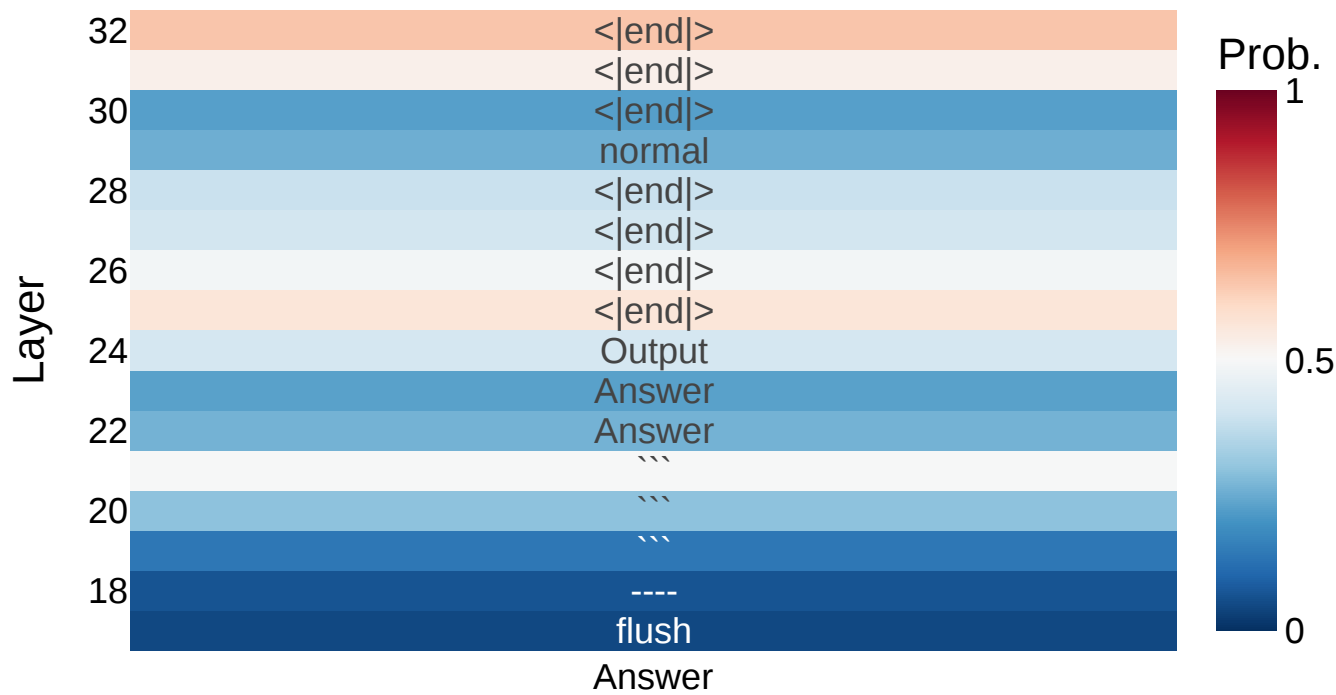 32 <|end|>
<|end|>
30 <|end|>
normal
28 <|end|>
<|end|>
26 <|end|>
<|end|>
24 Output
Answer
22 Answer
```
20 ```
```
18 ----
flush
Answer
Layer
Prob.
1
0.5
0